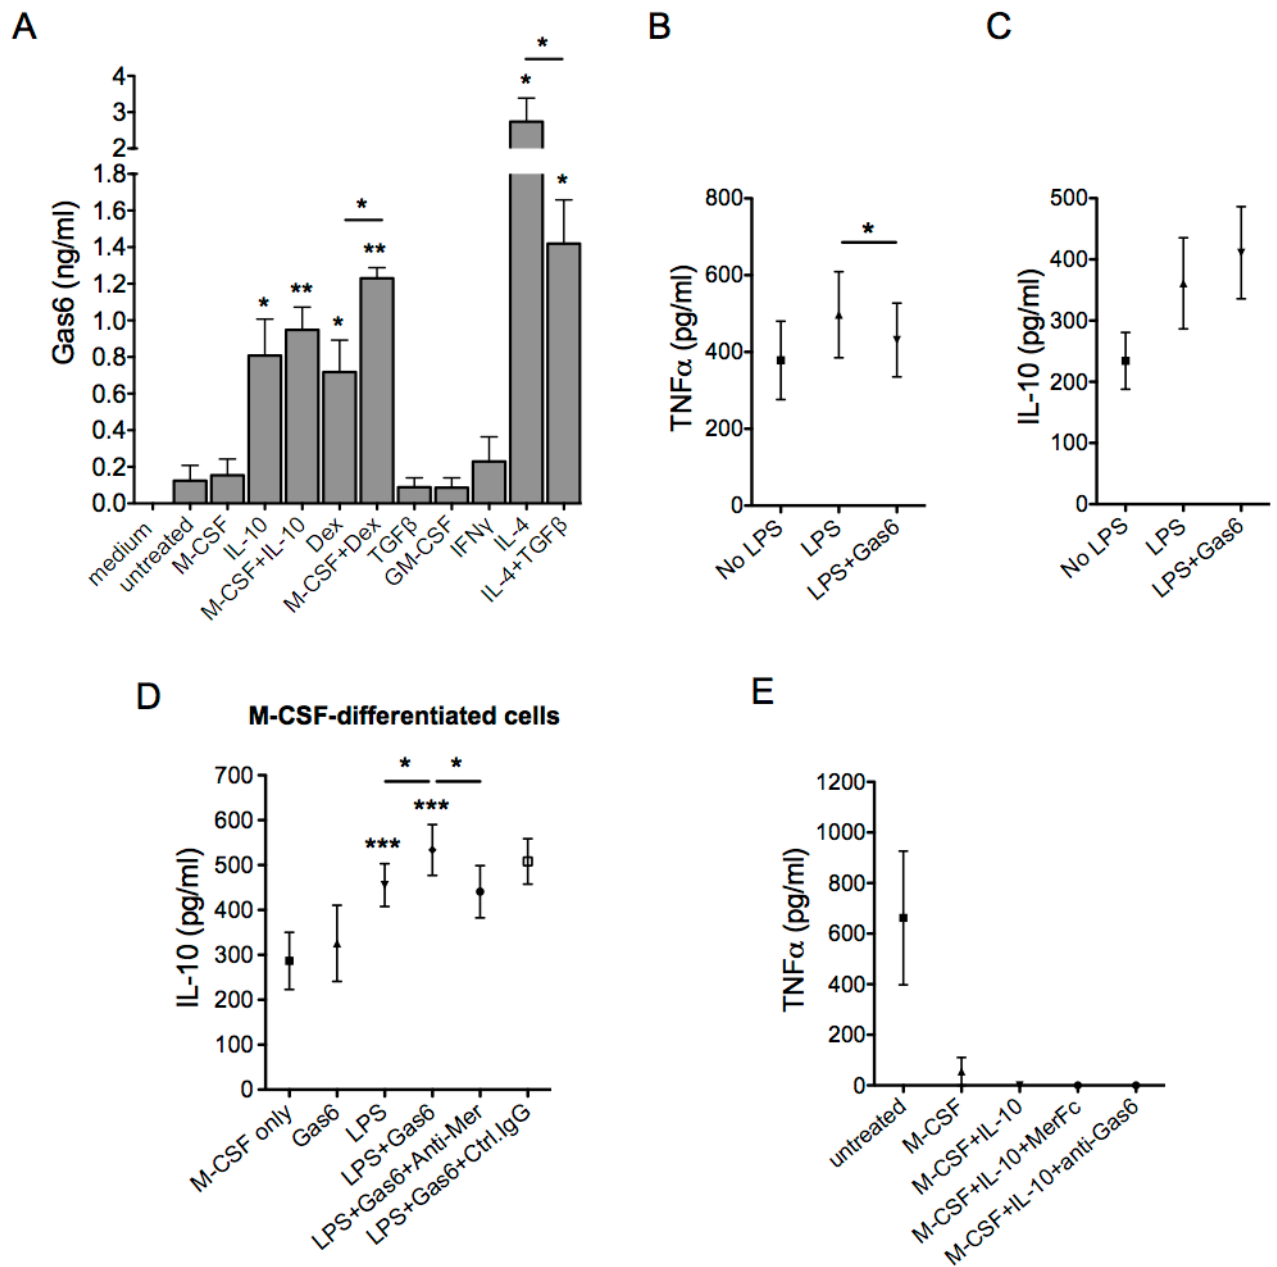 A
Gas6 (ng/ml)
4
3
2
1.8
1.6
1.4
1.2
1.0
0.8
0.6
0.4
0.2
0.0
*
**
*
*
**
*
*
*
*
medium
untreated
M-CSF
IL-10
M-CSF+IL-10
Dex
M-CSF+Dex
TGFβ
GM-CSF
IFNγ
IL-4
IL-4+TGFβ
B
TNFα (pg/ml)
800
600
400
200
0
*
No LPS
LPS
LPS+Gas6
C
IL-10 (pg/ml)
500
400
300
200
100
0
No LPS
LPS
LPS+Gas6
D
M-CSF-differentiated cells
IL-10 (pg/ml)
700
600
500
400
300
200
100
0
*
*
***
***
M-CSF only
Gas6
LPS
LPS+Gas6
LPS+Gas6+Anti-Mer
LPS+Gas6+Ctrl.IgG
E
TNFα (pg/ml)
1200
1000
800
600
400
200
0
untreated
M-CSF
M-CSF+IL-10
M-CSF+IL-10+MerFc
M-CSF+IL-10+anti-Gas6